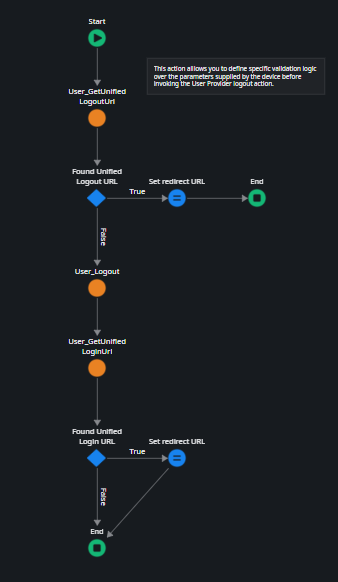 Start
This action allows you to define specific validation logic
over the parameters supplied by the device before
invoking the User Provider logout action.
User_GetUnified
LogoutUrl
Found Unified
Logout URL
True
Set redirect URL
End
False
User_Logout
User_GetUnified
LoginUrl
Found Unified
Login URL
True
Set redirect URL
False
End